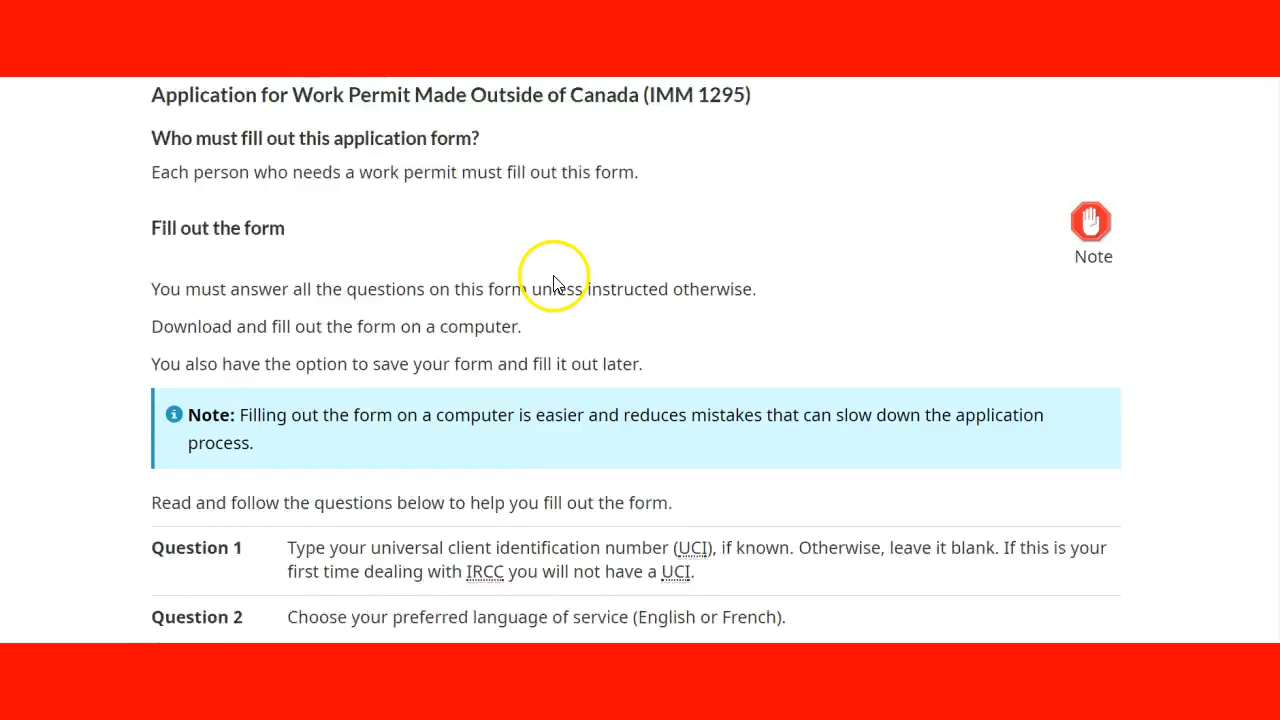 Application for Work Permit Made Outside of Canada (IMM 1295)
Who must fill out this application form?
Each person who needs a work permit must fill out this form.
Fill out the form
Note
You must answer all the questions on this form unless instructed otherwise.
Download and fill out the form on a computer.
You also have the option to save your form and fill it out later.
Note: Filling out the form on a computer is easier and reduces mistakes that can slow down the application
process.
Read and follow the questions below to help you fill out the form.
Question 1 Type your universal client identification number (UCI), if known. Otherwise, leave it blank. If this is your
first time dealing with IRCC you will not have a UCI.
Question 2 Choose your preferred language of service (English or French).